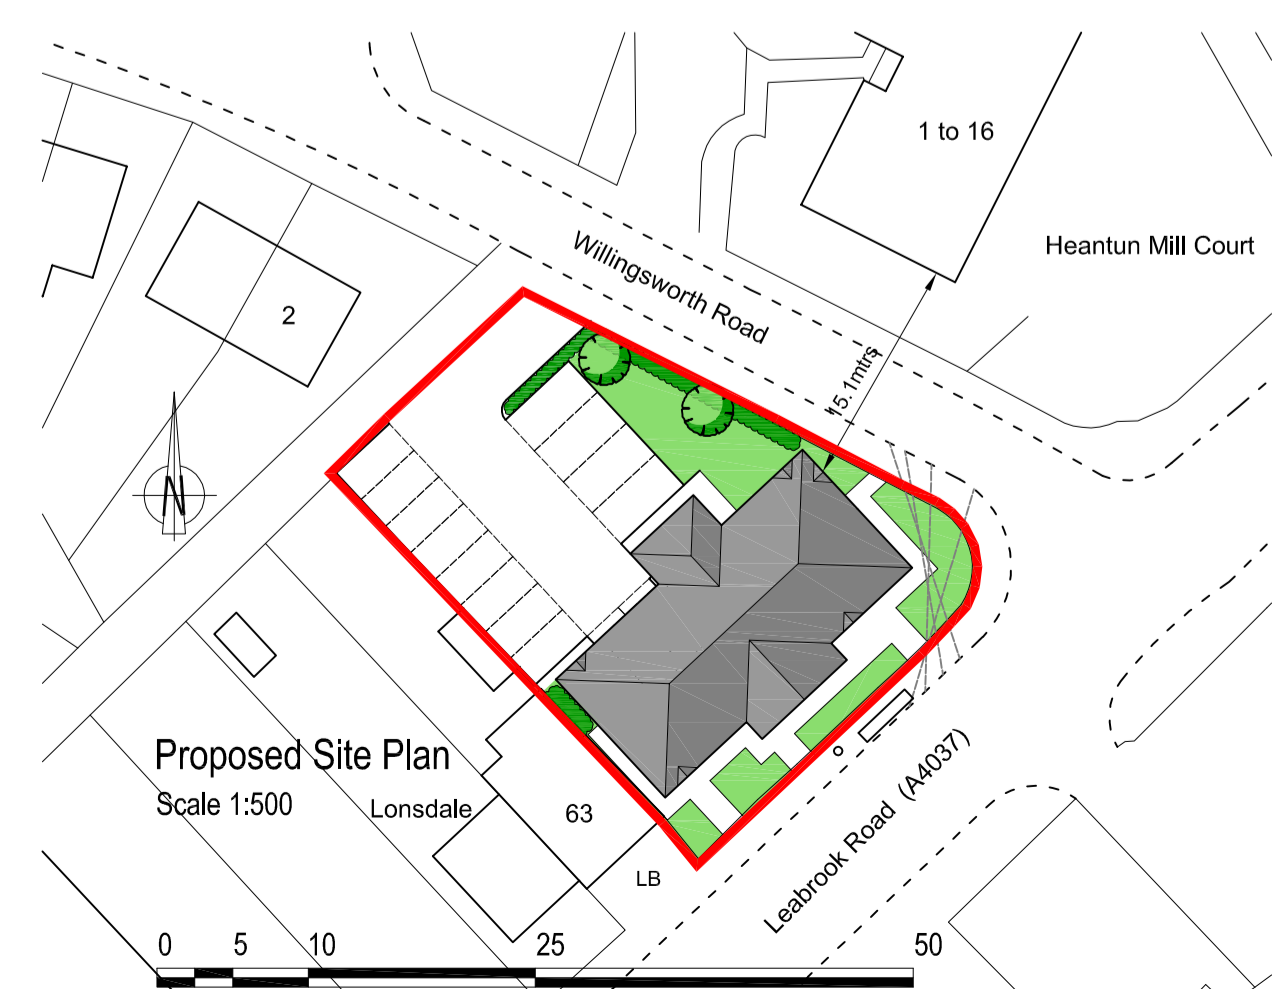 1 to 16
Heantun Mill Court
Willingsworth Road
2
15.1mtrs
N
Proposed Site Plan
Scale 1:500
Lonsdale
63
LB
Leabrook Road (A4037)
0 5 10 25 50